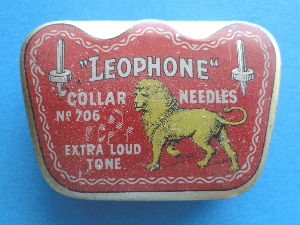 "LEOPHONE"
COLLAR NEEDLES
No 706
EXTRA LOUD
TONE.